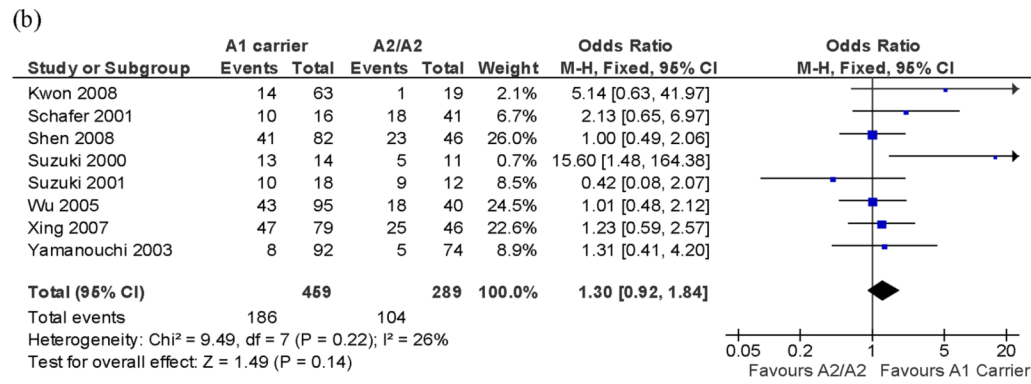 (b)
A1 carrier A2/A2 Odds Ratio Odds Ratio
Study or Subgroup Events Total Events Total Weight M-H, Fixed, 95% CI M-H, Fixed, 95% CI
Kwon 2008 14 63 1 19 2.1% 5.14 [0.63, 41.97]
Schafer 2001 10 16 18 41 6.7% 2.13 [0.65, 6.97]
Shen 2008 41 82 23 46 26.0% 1.00 [0.49, 2.06]
Suzuki 2000 13 14 5 11 0.7% 15.60 [1.48, 164.38]
Suzuki 2001 10 18 9 12 8.5% 0.42 [0.08, 2.07]
Wu 2005 43 95 18 40 24.5% 1.01 [0.48, 2.12]
Xing 2007 47 79 25 46 22.6% 1.23 [0.59, 2.57]
Yamanouchi 2003 8 92 5 74 8.9% 1.31 [0.41, 4.20]
Total (95% CI) 459 289 100.0% 1.30 [0.92, 1.84]
Total events 186 104
Heterogeneity: Chi² = 9.49, df = 7 (P = 0.22); I² = 26%
Test for overall effect: Z = 1.49 (P = 0.14)
0.05 0.2 1 5 20
Favours A2/A2 Favours A1 Carrier